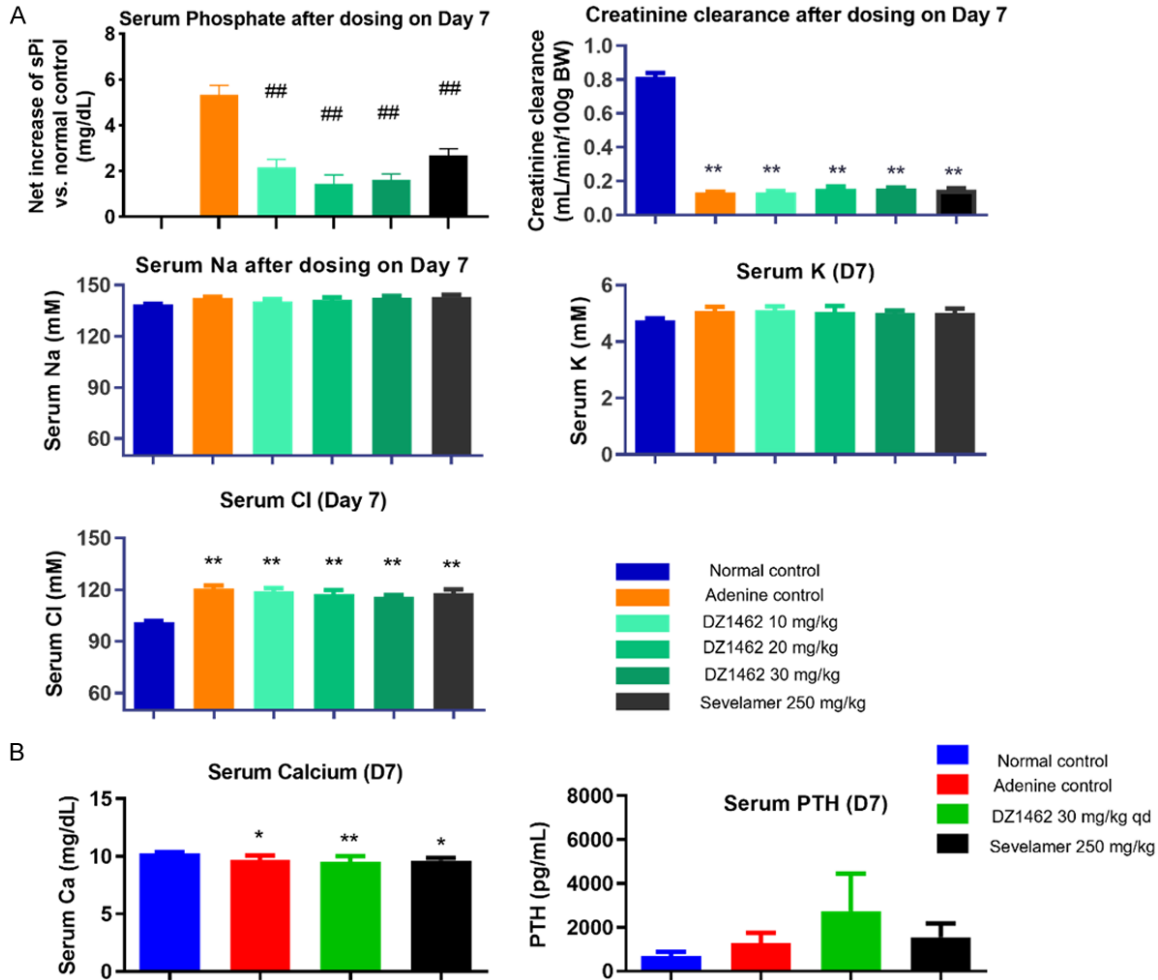 A
Serum Phosphate after dosing on Day 7
Net increase of sPi
vs. normal control
(mg/dL)
8
6
4
2
0
##
##
##
##
Creatinine clearance after dosing on Day 7
Creatinine clearance
(mL/min/100g BW)
1.0
0.8
0.6
0.4
0.2
0.0
**
**
**
**
**
Serum Na after dosing on Day 7
Serum Na (mM)
150
120
90
60
Serum K (D7)
Serum K (mM)
6
4
2
0
Serum Cl (Day 7)
Serum Cl (mM)
150
120
90
60
**
**
**
**
**
Normal control
Adenine control
DZ1462 10 mg/kg
DZ1462 20 mg/kg
DZ1462 30 mg/kg
Sevelamer 250 mg/kg
B
Serum Calcium (D7)
Serum Ca (mg/dL)
15
10
5
0
*
**
*
Serum PTH (D7)
PTH (pg/mL)
8000
6000
4000
2000
0
Normal control
Adenine control
DZ1462 30 mg/kg qd
Sevelamer 250 mg/kg